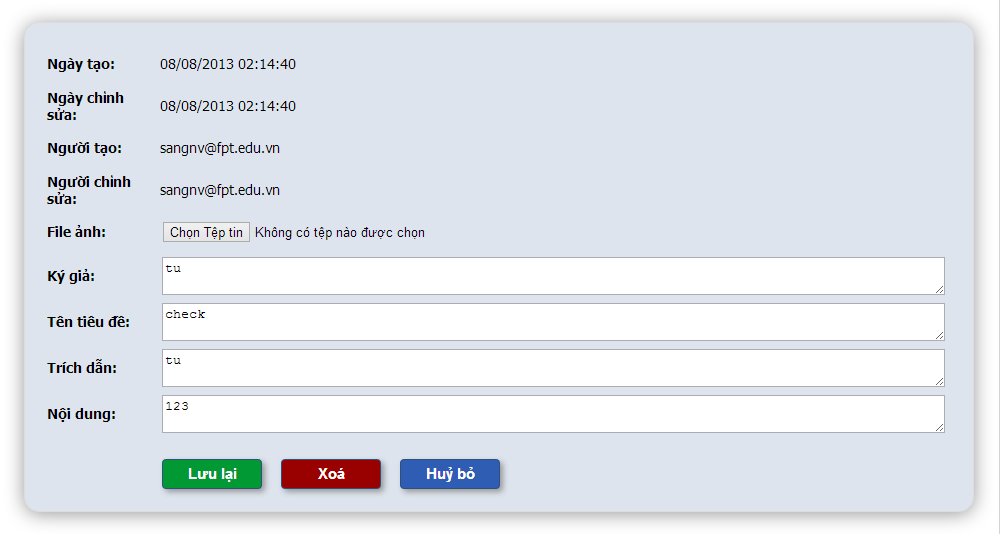 Ngày tạo: 08/08/2013 02:14:40
Ngày chỉnh
sửa: 08/08/2013 02:14:40
Người tạo: sangnv@fpt.edu.vn
Người chỉnh
sửa: sangnv@fpt.edu.vn
File ảnh: Chọn Tệp tin Không có tệp nào được chọn
Ký giả: tu
Tên tiêu đề: check
Trích dẫn: tu
Nội dung: 123
Lưu lại Xoá Huỷ bỏ